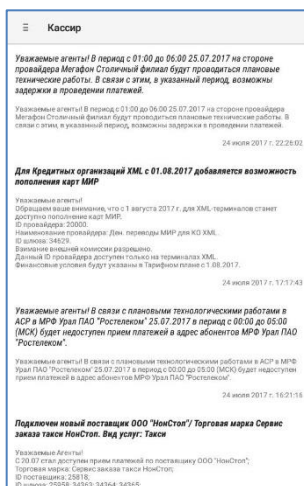 Кассир
Уважаемые агенты! В период с 01:00 до 06:00 25.07.2017 на стороне
провайдера Мегафон Столичный филиал будут проводиться плановые
технические работы. В связи с этим, в указанный период, возможны
задержки в проведении платежей.
Уважаемые агенты! В период с 01:00 до 06:00 25.07.2017 на стороне провайдера
Мегафон Столичный филиал будут проводиться плановые технические работы. В
связи с этим, в указанный период, возможны задержки в проведении платежей.
24 июля 2017 г. 22:26:02
Для Кредитных организаций XML с 01.08.2017 добавляется возможность
пополнения карт МИР
Уважаемые агенты!
Обращаем ваше внимание, что с 1 августа 2017 г. для XML-терминалов станет
доступно пополнение карт МИР.
ID провайдера: 20000.
Наименование провайдера: Ден. переводы МИР для КО XML.
ID шлюза: 34629.
Взимание внешней комиссии разрешено.
Данный ID провайдера доступен только на терминалах XML.
Финансовые условия будут указаны в Тарифном плане с 1.08.2017.
24 июля 2017 г. 17:17:43
Уважаемые агенты! В связи с плановыми технологическими работами в
АСР в МРФ Урал ПАО "Ростелеком" 25.07.2017 в период с 00:00 до 05:00
(МСК) будет недоступен прием платежей в адрес абонентов МРФ Урал ПАО
"Ростелеком".
Уважаемые агенты! В связи с плановыми технологическими работами в АСР в МРФ
Урал ПАО "Ростелеком" 25.07.2017 в период с 00:00 до 05:00 (МСК) будет недоступен
прием платежей в адрес абонентов МРФ Урал ПАО "Ростелеком".
24 июля 2017 г. 16:21:16
Подключен новый поставщик ООО "НонСтоп"/ Торговая марка Сервис
заказа такси НонСтоп. Вид услуг: Такси
Уважаемые Агенты!
С 20.07 стал доступен прием платежей по поставщику ООО "НонСтоп";
Торговая марка: Сервис заказа такси НонСтоп;
ID поставщика: 25818;
ID шлюза: 25958; 34363; 34364; 34365;